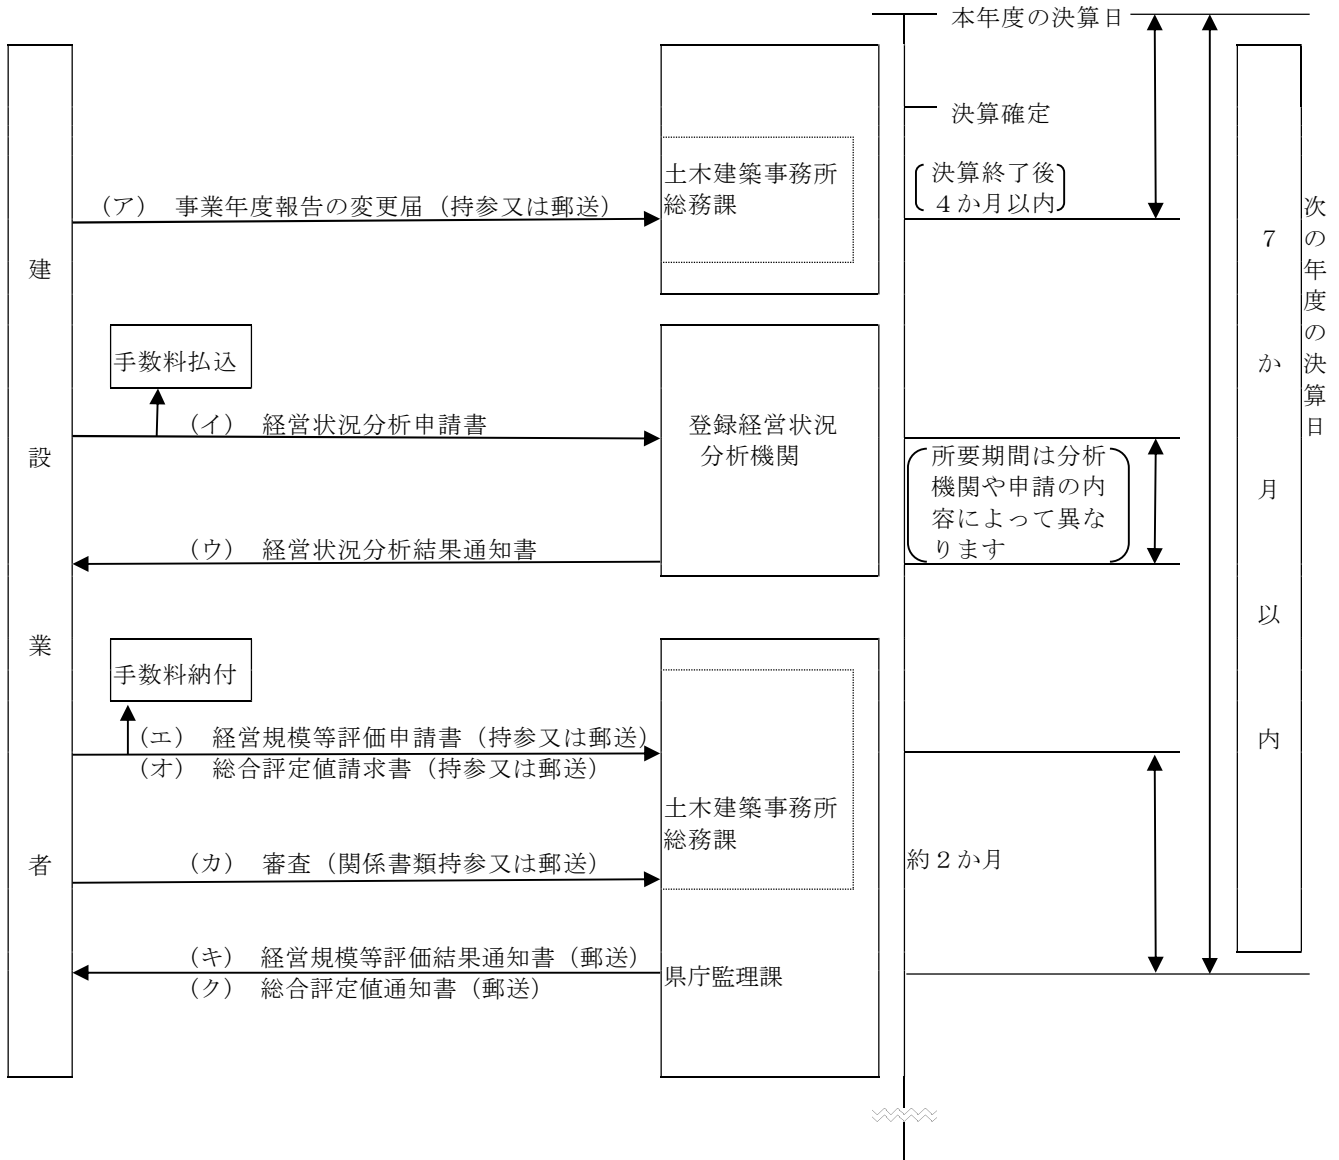 本年度の決算日
決算確定
土木建築事務所
総務課
決算終了後
４か月以内
(ア) 事業年度報告の変更届（持参又は郵送）
建設業者
手数料払込
(イ) 経営状況分析申請書
登録経営状況
分析機関
所要期間は分析
機関や申請の内
容によって異な
ります
(ウ) 経営状況分析結果通知書
手数料納付
(エ) 経営規模等評価申請書（持参又は郵送）
(オ) 総合評定値請求書（持参又は郵送）
土木建築事務所
総務課
(カ) 審査（関係書類持参又は郵送）
約２か月
(キ) 経営規模等評価結果通知書（郵送）
(ク) 総合評定値通知書（郵送）
県庁監理課
７か月以内
次の年度の決算日